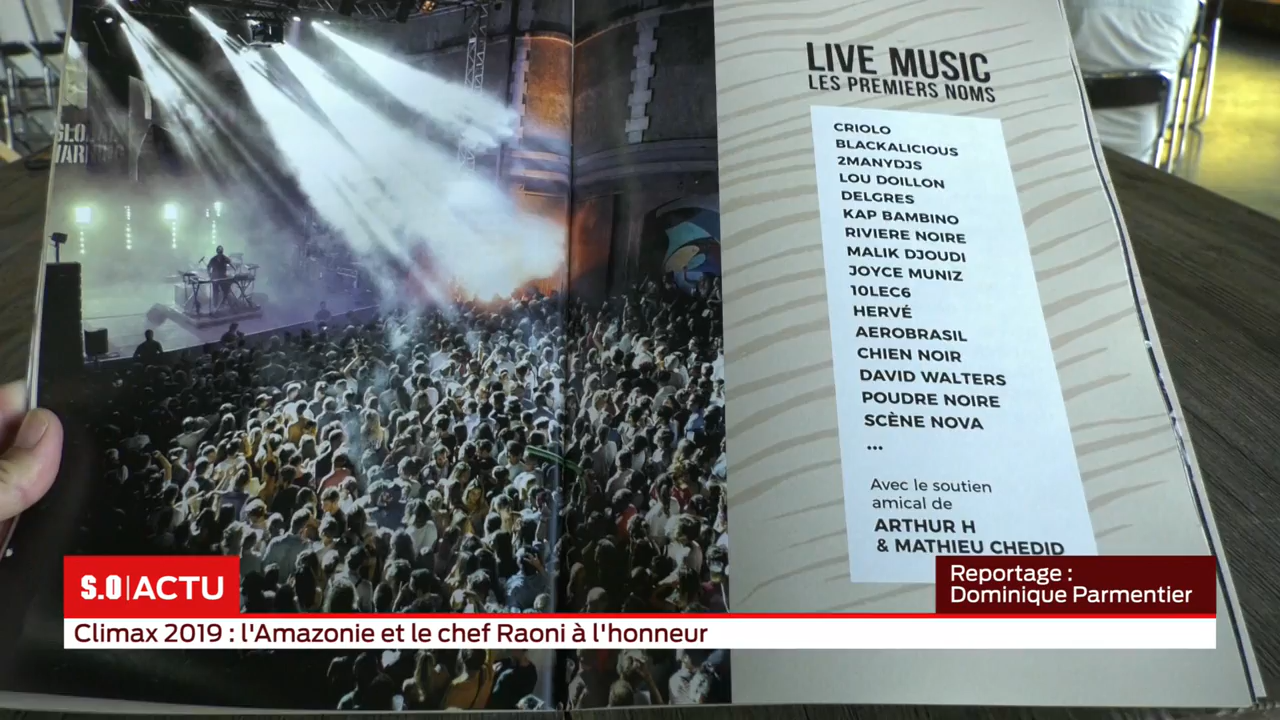 LIVE MUSIC
LES PREMIERS NOMS
CRIOLO
BLACKALICIOUS
2MANYDJS
LOU DOILLON
DELGRES
KAP BAMBINO
RIVIERE NOIRE
MALIK DJOUDI
JOYCE MUNIZ
10LEC6
HERVÉ
AEROBRASIL
CHIEN NOIR
DAVID WALTERS
POUDRE NOIRE
SCÈNE NOVA
...
Avec le soutien
amical de
ARTHUR H
& MATHIEU CHEDID
S.O|ACTU
Reportage :
Dominique Parmentier
Climax 2019 : l'Amazonie et le chef Raoni à l'honneur